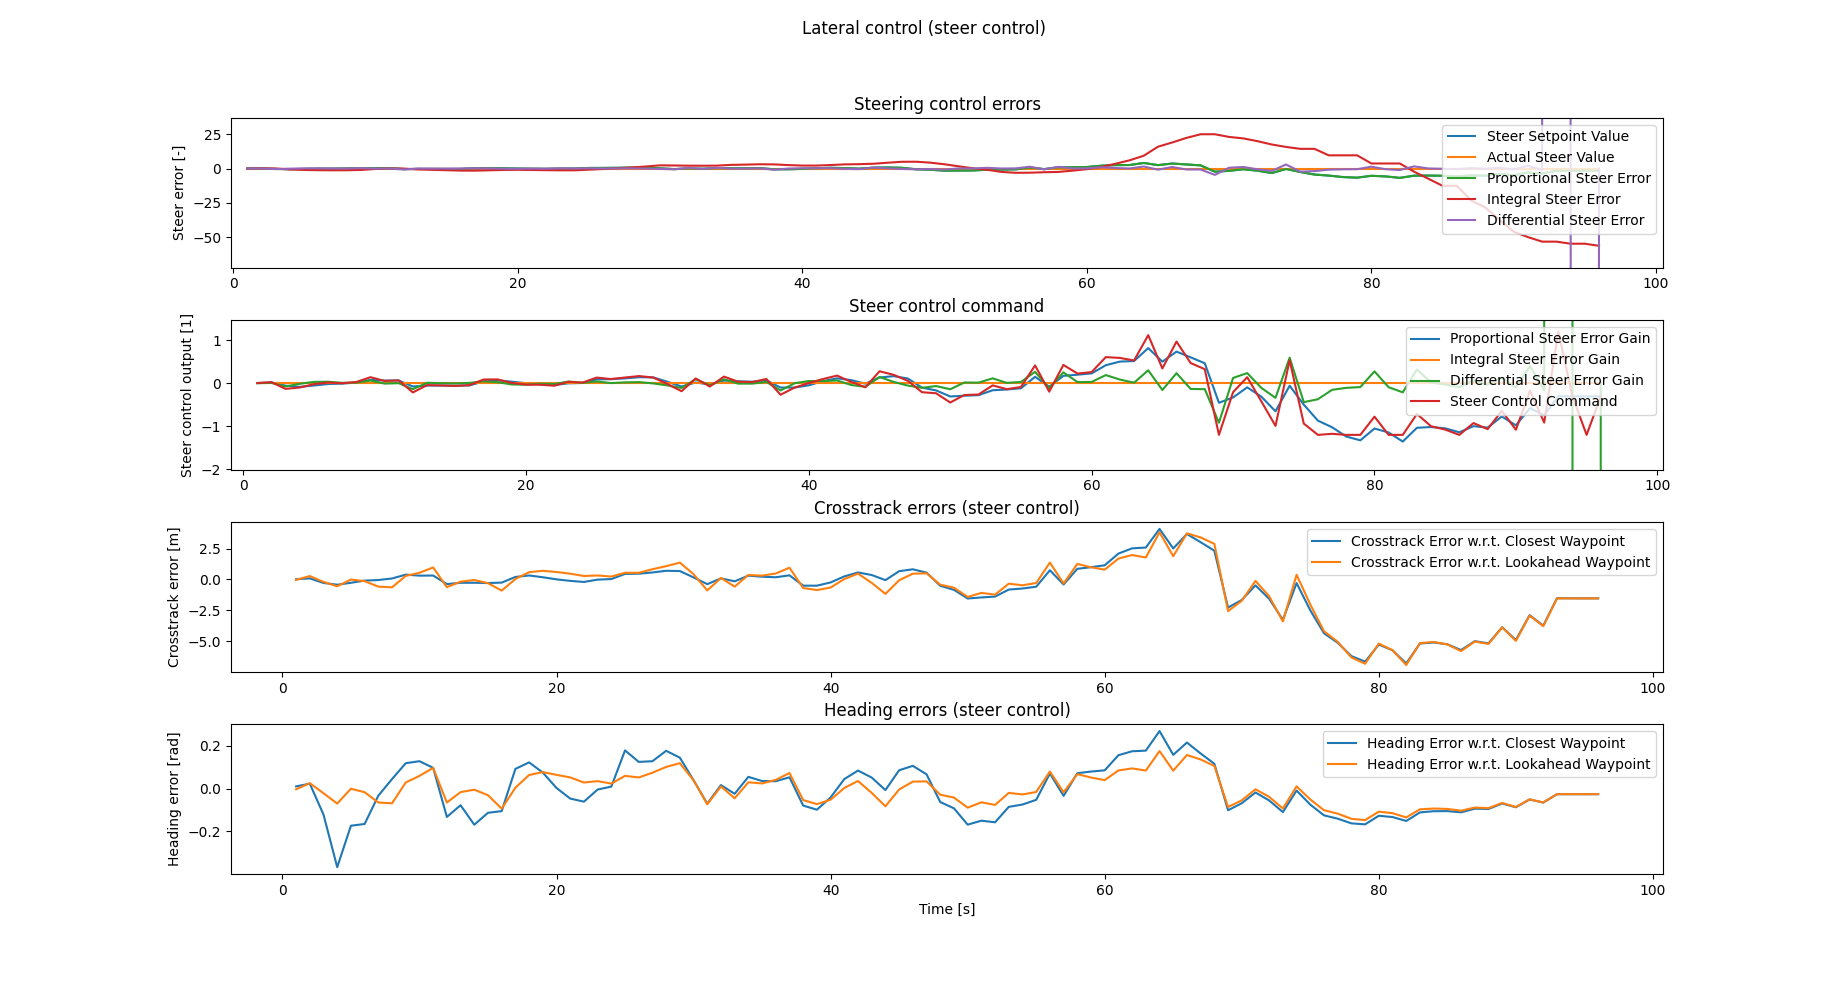 Lateral control (steer control)
Steering control errors
Steer error [-]
25
0
−25
−50
Steer Setpoint Value
Actual Steer Value
Proportional Steer Error
Integral Steer Error
Differential Steer Error
0 20 40 60 80 100
Steer control command
Steer control output [1]
1
0
−1
−2
Proportional Steer Error Gain
Integral Steer Error Gain
Differential Steer Error Gain
Steer Control Command
0 20 40 60 80 100
Crosstrack errors (steer control)
Crosstrack error [m]
2.5
0.0
−2.5
−5.0
Crosstrack Error w.r.t. Closest Waypoint
Crosstrack Error w.r.t. Lookahead Waypoint
0 20 40 60 80 100
Heading errors (steer control)
Heading error [rad]
0.2
0.0
−0.2
Heading Error w.r.t. Closest Waypoint
Heading Error w.r.t. Lookahead Waypoint
0 20 40 60 80 100
Time [s]